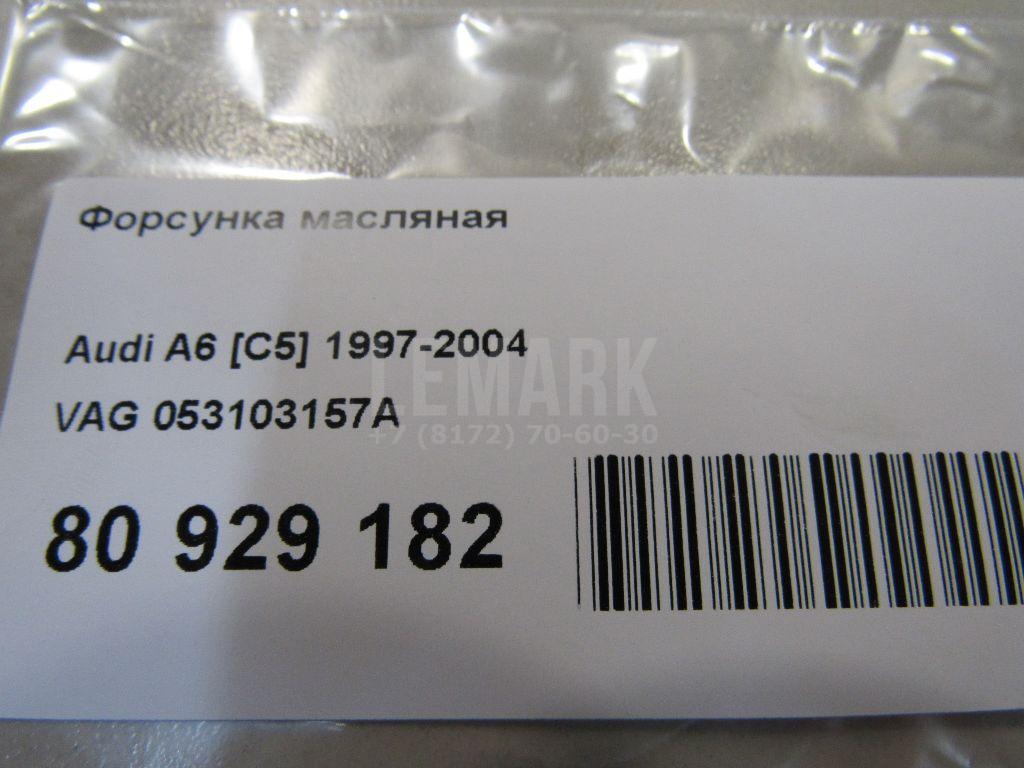 Форсунка масляная
Audi A6 [C5] 1997-2004
LEMARK
VAG 053103157A
+7 (8172) 70-60-30
80 929 182